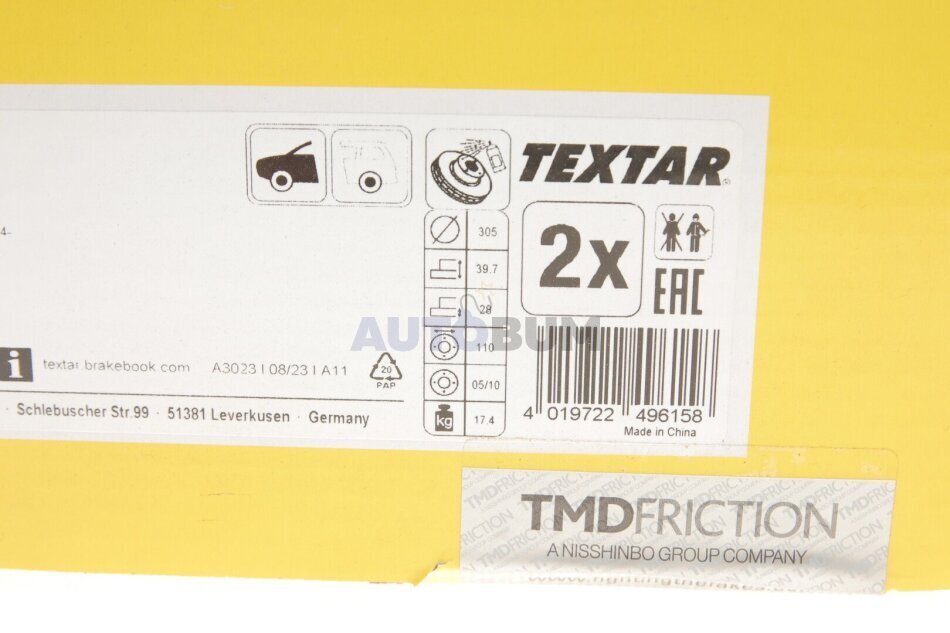 TEXTAR
4-
305
2x
39.7
EAC
28
AUTOBUM
110
textar.brakebook.com A3023 I 08/23 I A11
20
PAP
05/10
· Schlebuscher Str.99 · 51381 Leverkusen · Germany
kg 17.4
4 019722 496158
Made in China
TMDFRICTION
A NISSHINBO GROUP COMPANY